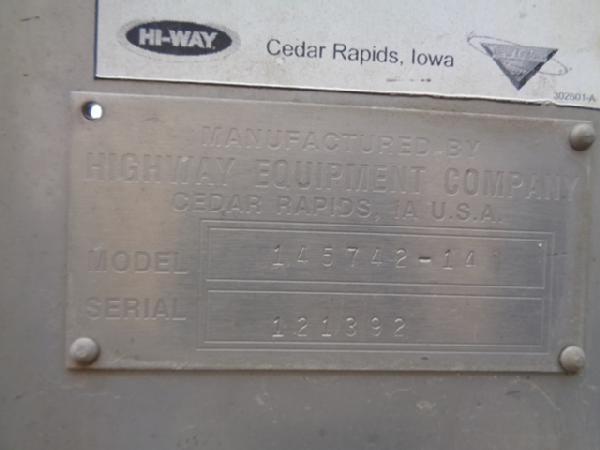 HI-WAY
Cedar Rapids, Iowa
302601-A
MANUFACTURED BY
HIGHWAY EQUIPMENT COMPANY
CEDAR RAPIDS, IA U.S.A.
MODEL 145742-14
SERIAL 121392